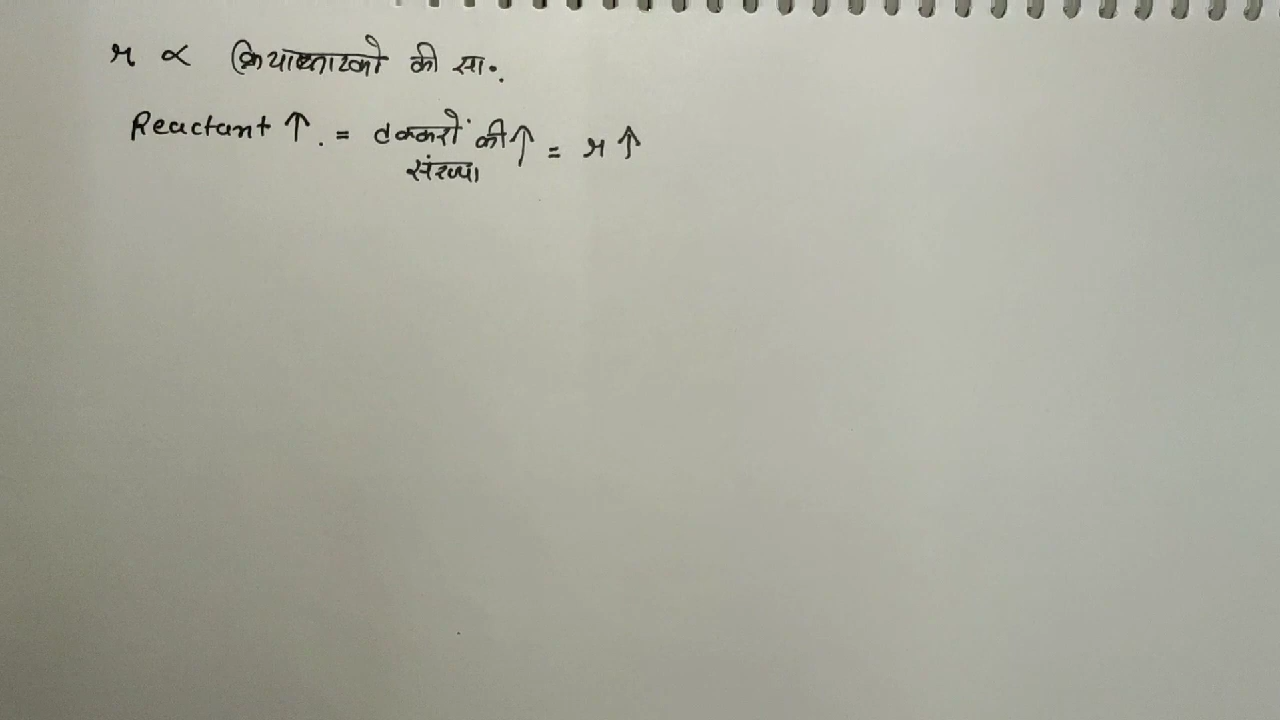 r ∝ क्रियाकारको की सा॰.
Reactant ↑. = टक्करों की ↑ = r ↑
संख्या